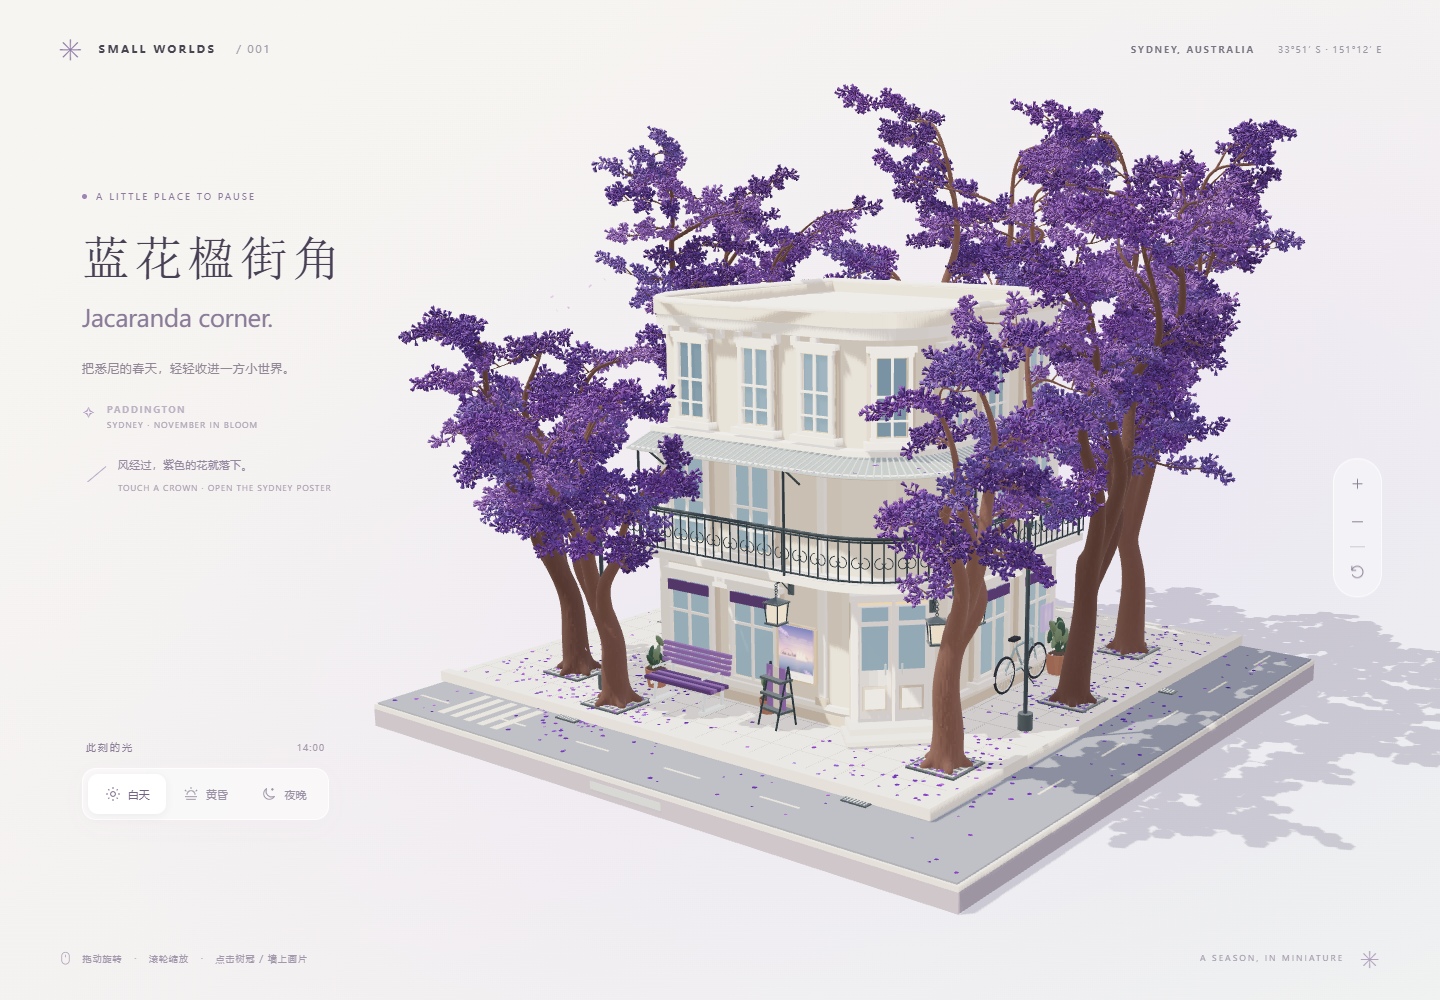 SMALL WORLDS / 001
SYDNEY, AUSTRALIA 33°51' S · 151°12' E
A LITTLE PLACE TO PAUSE
蓝花楹街角
Jacaranda corner.
把悉尼的春天，轻轻收进一方小世界。
PADDINGTON
SYDNEY · NOVEMBER IN BLOOM
风经过，紫色的花就落下。
TOUCH A CROWN · OPEN THE SYDNEY POSTER
此刻的光 14:00
白天 黄昏 夜晚
拖动旋转 · 滚轮缩放 · 点击树冠 / 墙上画片
A SEASON, IN MINIATURE